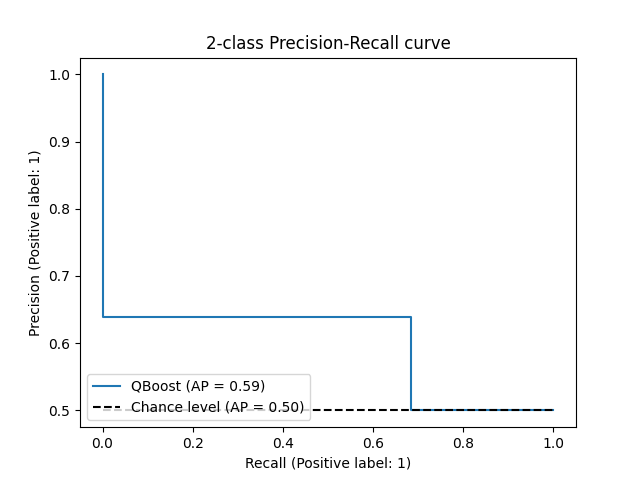 2-class Precision-Recall curve
Precision (Positive label: 1)
1.0
0.9
0.8
0.7
0.6
0.5
QBoost (AP = 0.59)
Chance level (AP = 0.50)
0.0 0.2 0.4 0.6 0.8 1.0
Recall (Positive label: 1)